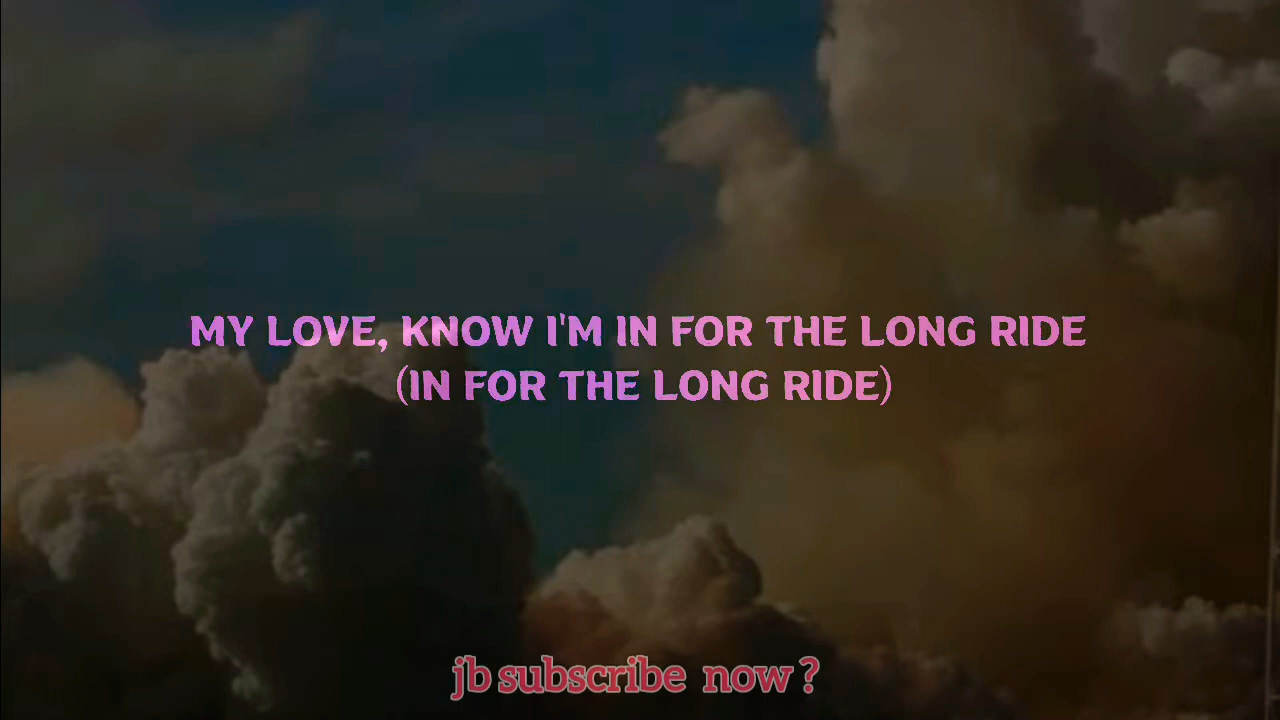 MY LOVE, KNOW I'M IN FOR THE LONG RIDE
(IN FOR THE LONG RIDE)
jb subscribe now ?